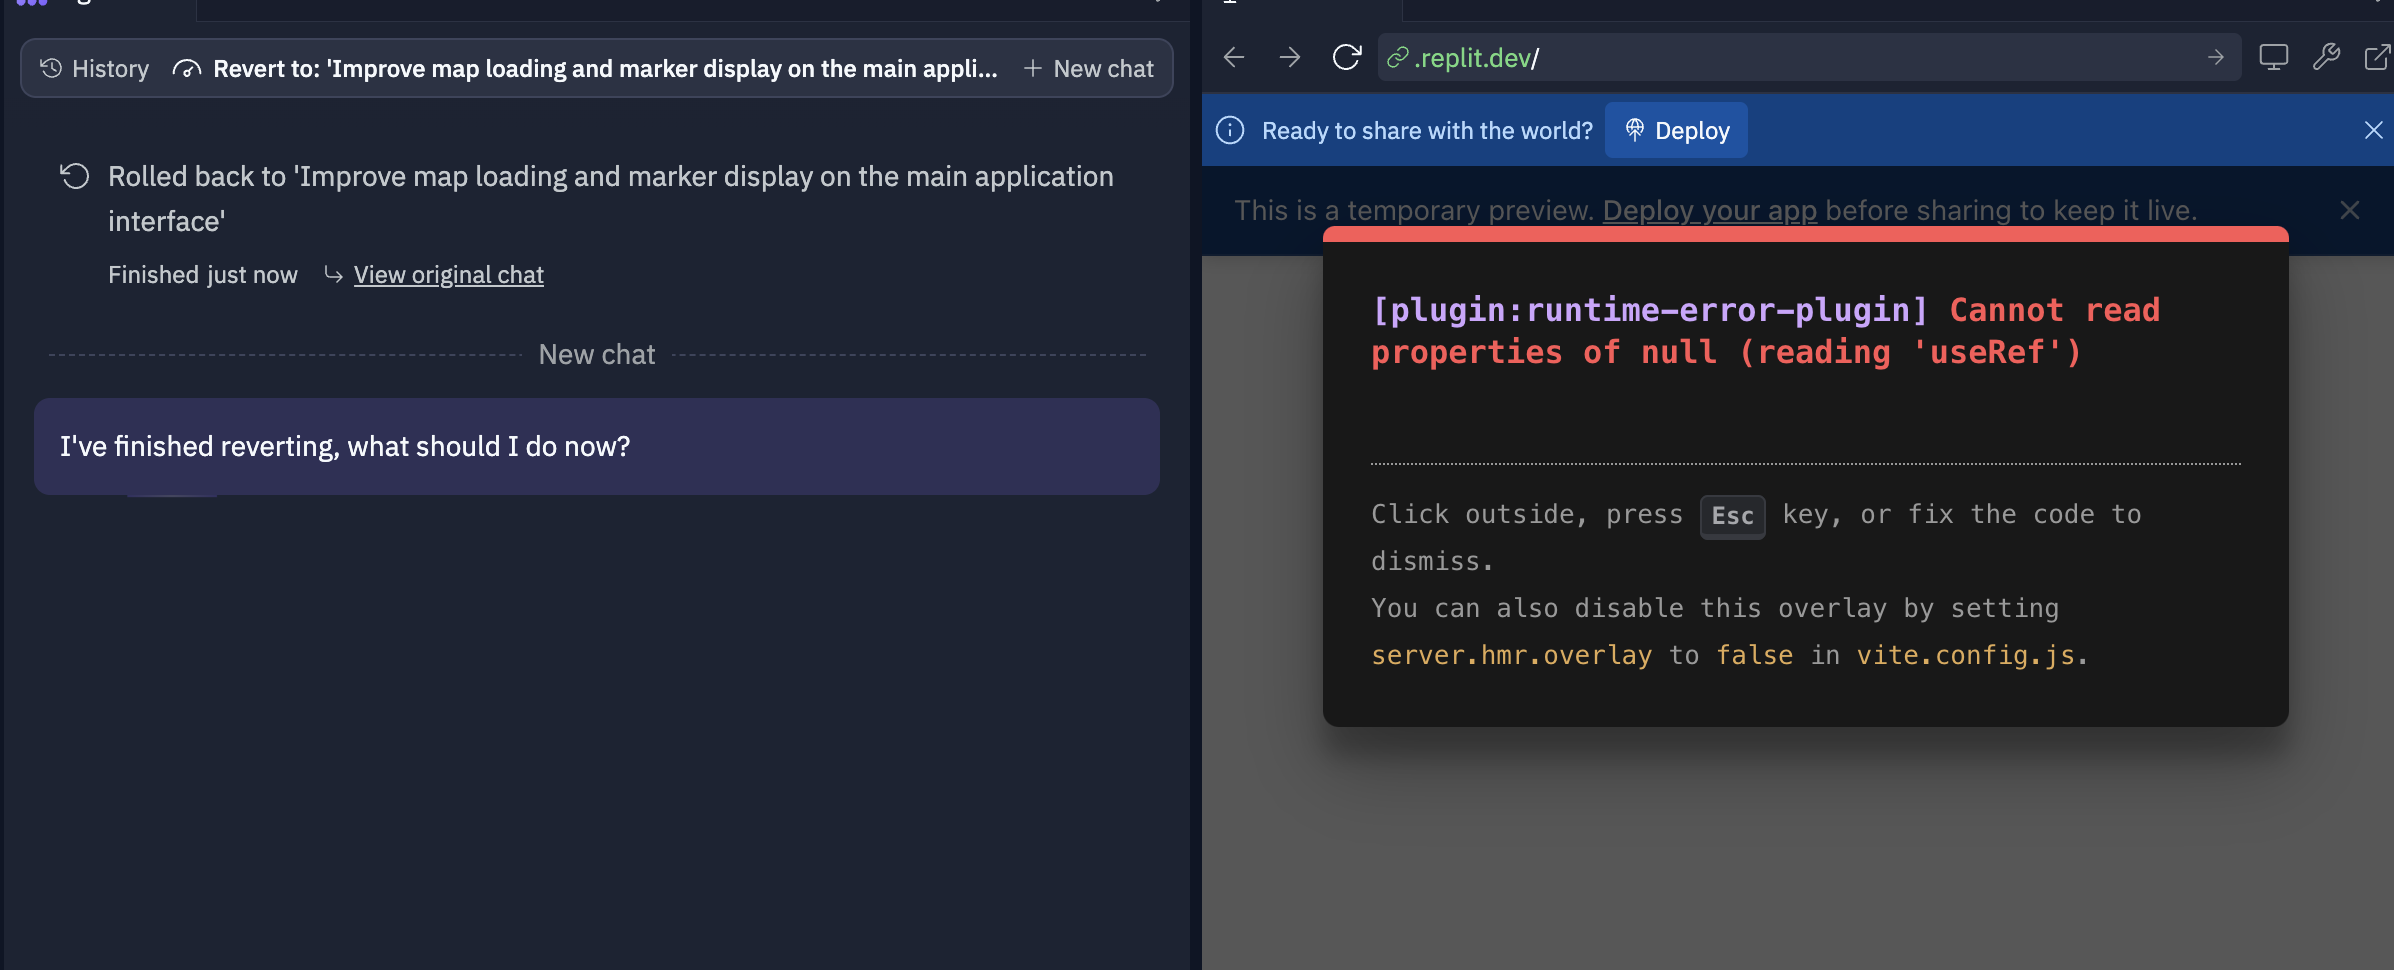 History
Revert to: 'Improve map loading and marker display on the main appli...
+ New chat
Rolled back to 'Improve map loading and marker display on the main application
interface'
Finished just now
View original chat
New chat
I've finished reverting, what should I do now?
.replit.dev/
Ready to share with the world?
Deploy
This is a temporary preview. Deploy your app before sharing to keep it live.
[plugin:runtime-error-plugin] Cannot read
properties of null (reading 'useRef')
Click outside, press Esc key, or fix the code to
dismiss.
You can also disable this overlay by setting
server.hmr.overlay to false in vite.config.js.